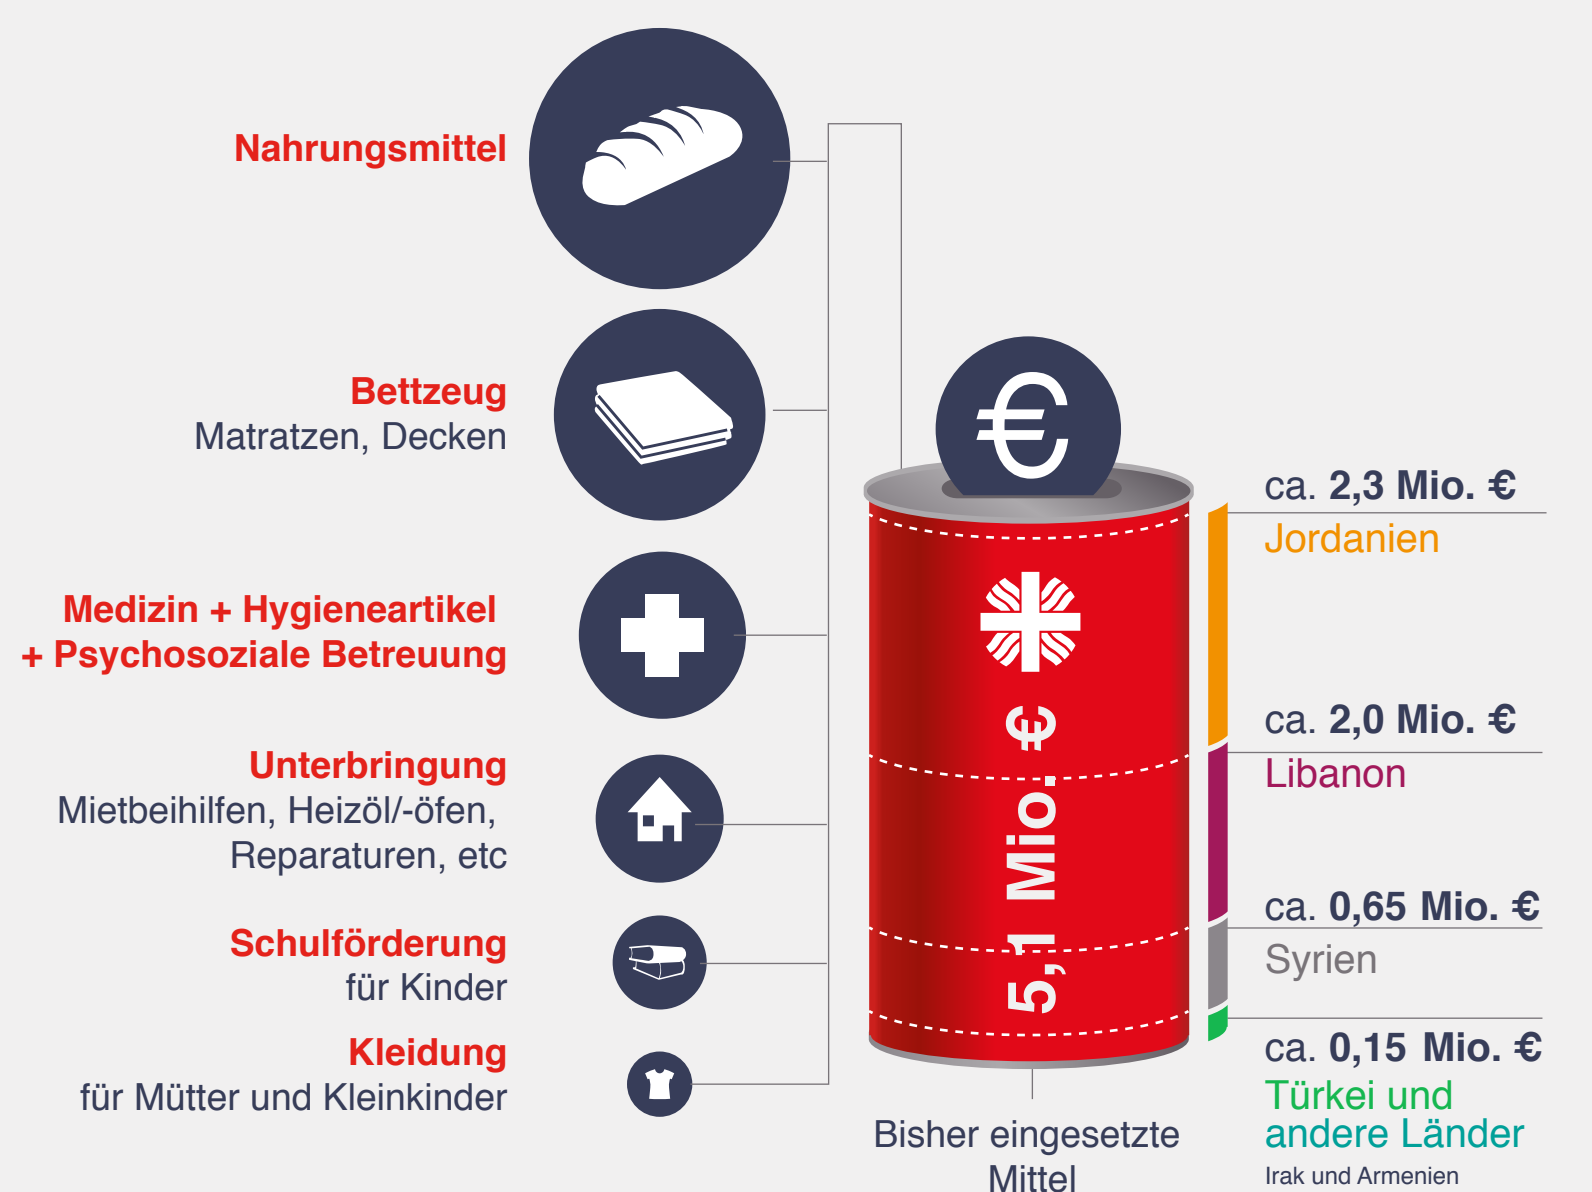 Nahrungsmittel
Bettzeug
Matratzen, Decken
Medizin + Hygieneartikel
+ Psychosoziale Betreuung
Unterbringung
Mietbeihilfen, Heizöl/-öfen,
Reparaturen, etc
Schulförderung
für Kinder
Kleidung
für Mütter und Kleinkinder
€
5,1 Mio. €
Bisher eingesetzte
Mittel
ca. 2,3 Mio. €
Jordanien
ca. 2,0 Mio. €
Libanon
ca. 0,65 Mio. €
Syrien
ca. 0,15 Mio. €
Türkei und
andere Länder
Irak und Armenien